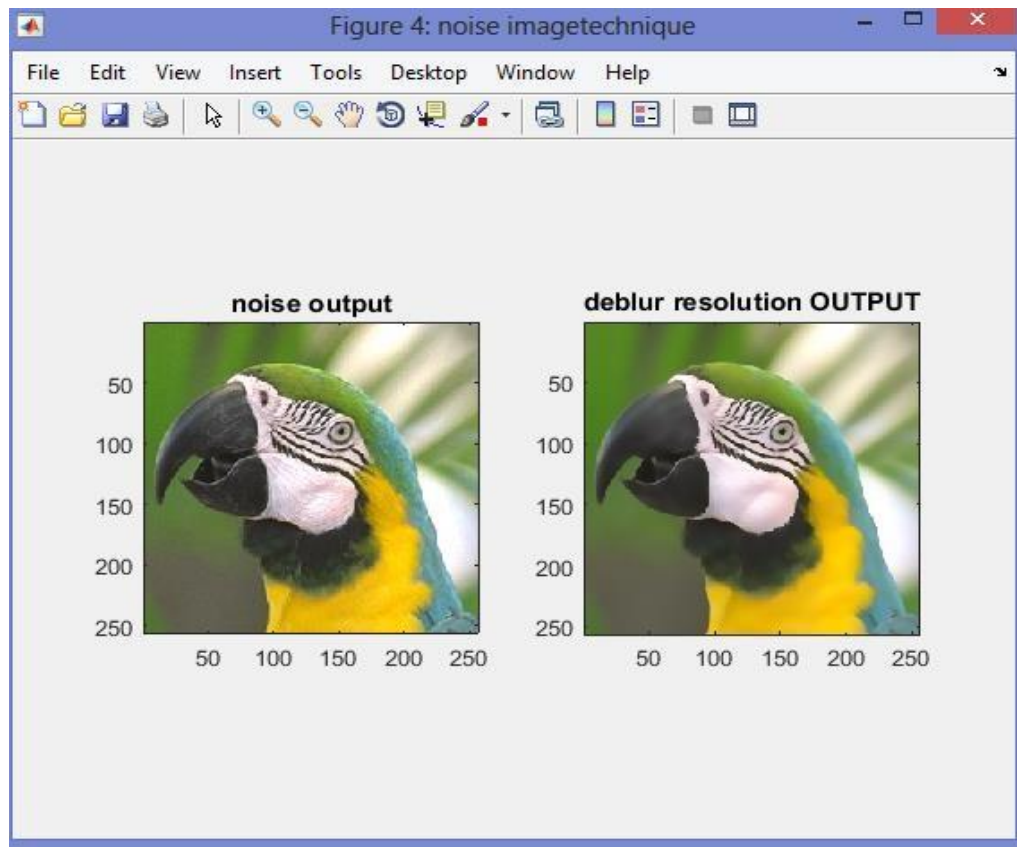 Figure 4: noise imagetechnique
File Edit View Insert Tools Desktop Window Help
noise output
50
100
150
200
250
50 100 150 200 250
deblur resolution OUTPUT
50
100
150
200
250
50 100 150 200 250